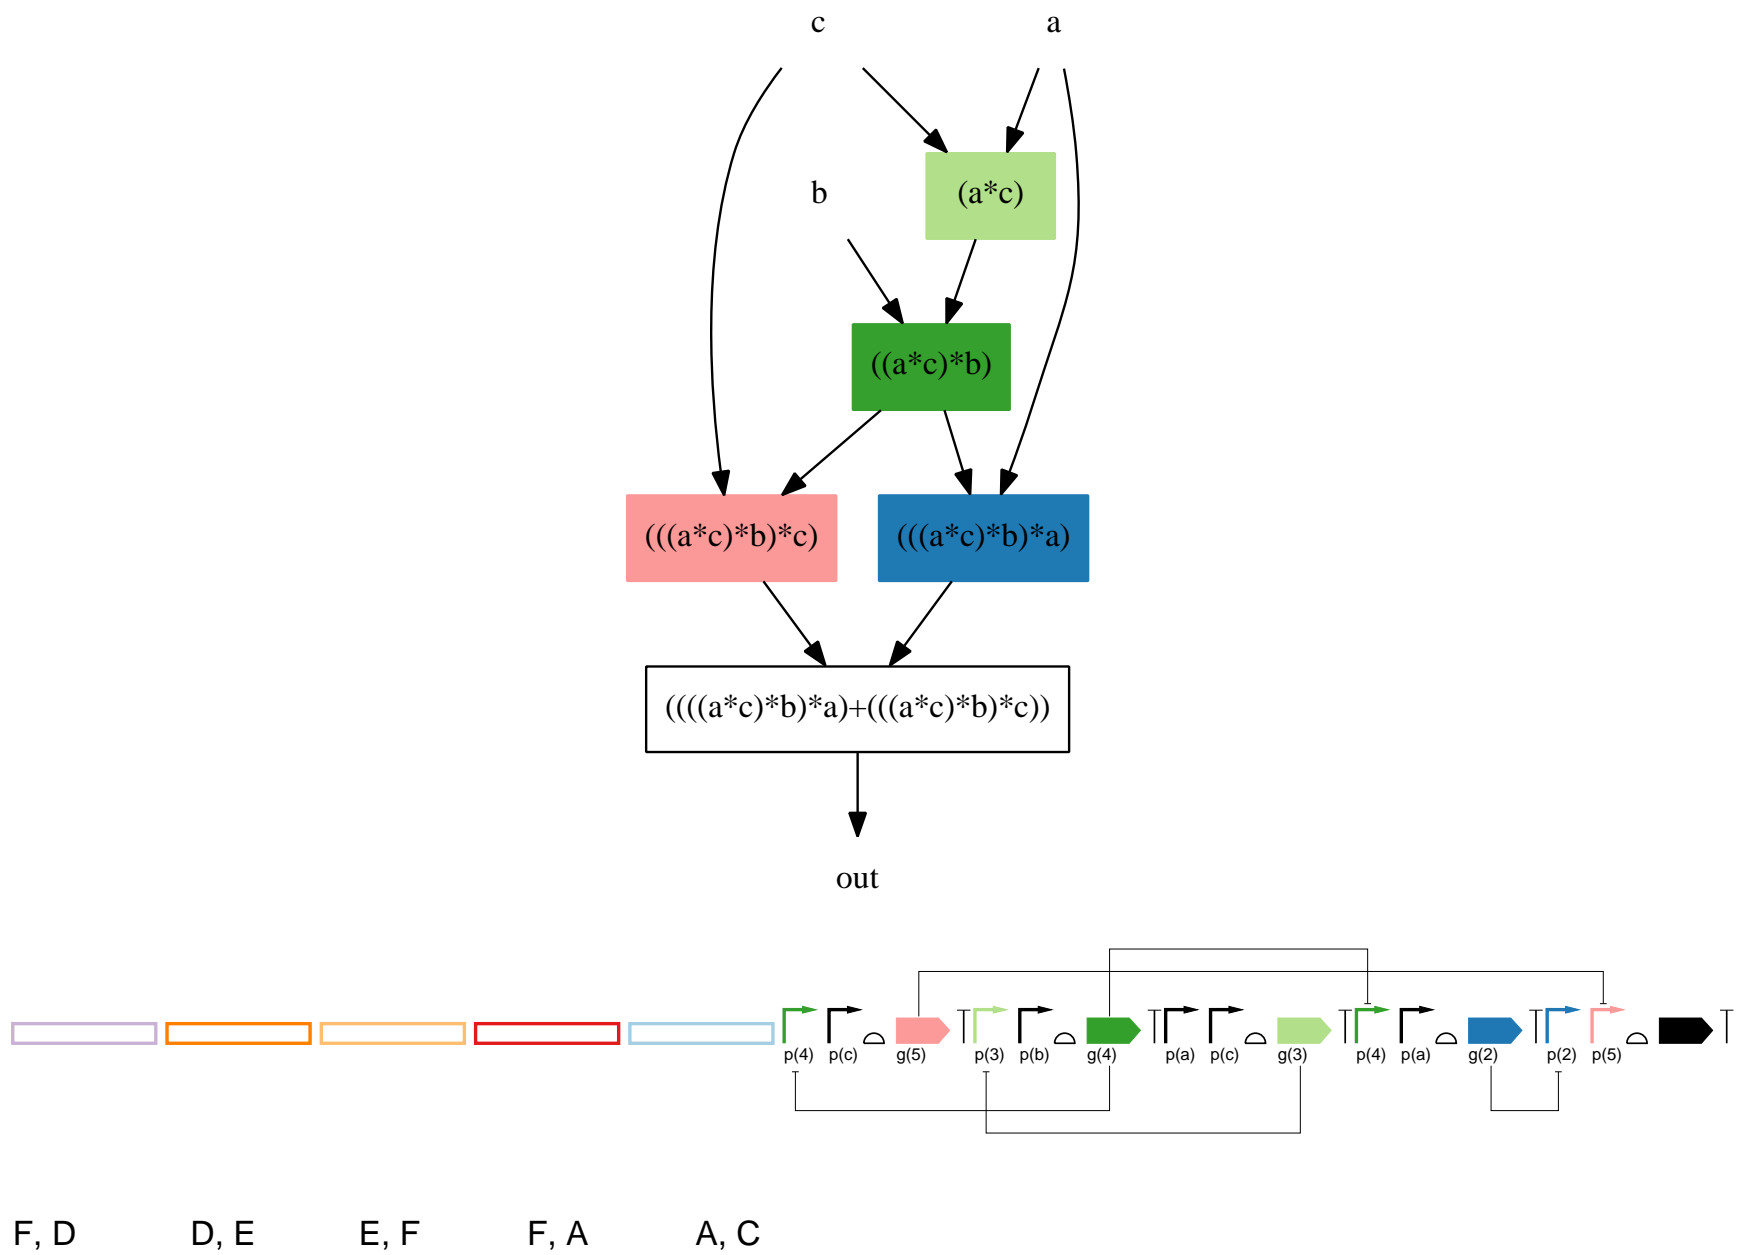 c a
b (a*c)
((a*c)*b)
(((a*c)*b)*c) (((a*c)*b)*a)
((((a*c)*b)*a)+(((a*c)*b)*c))
out
p(4) p(c) g(5) p(3) p(b) g(4) p(a) p(c) g(3) p(4) p(a) g(2) p(2) p(5)
F, D D, E E, F F, A A, C